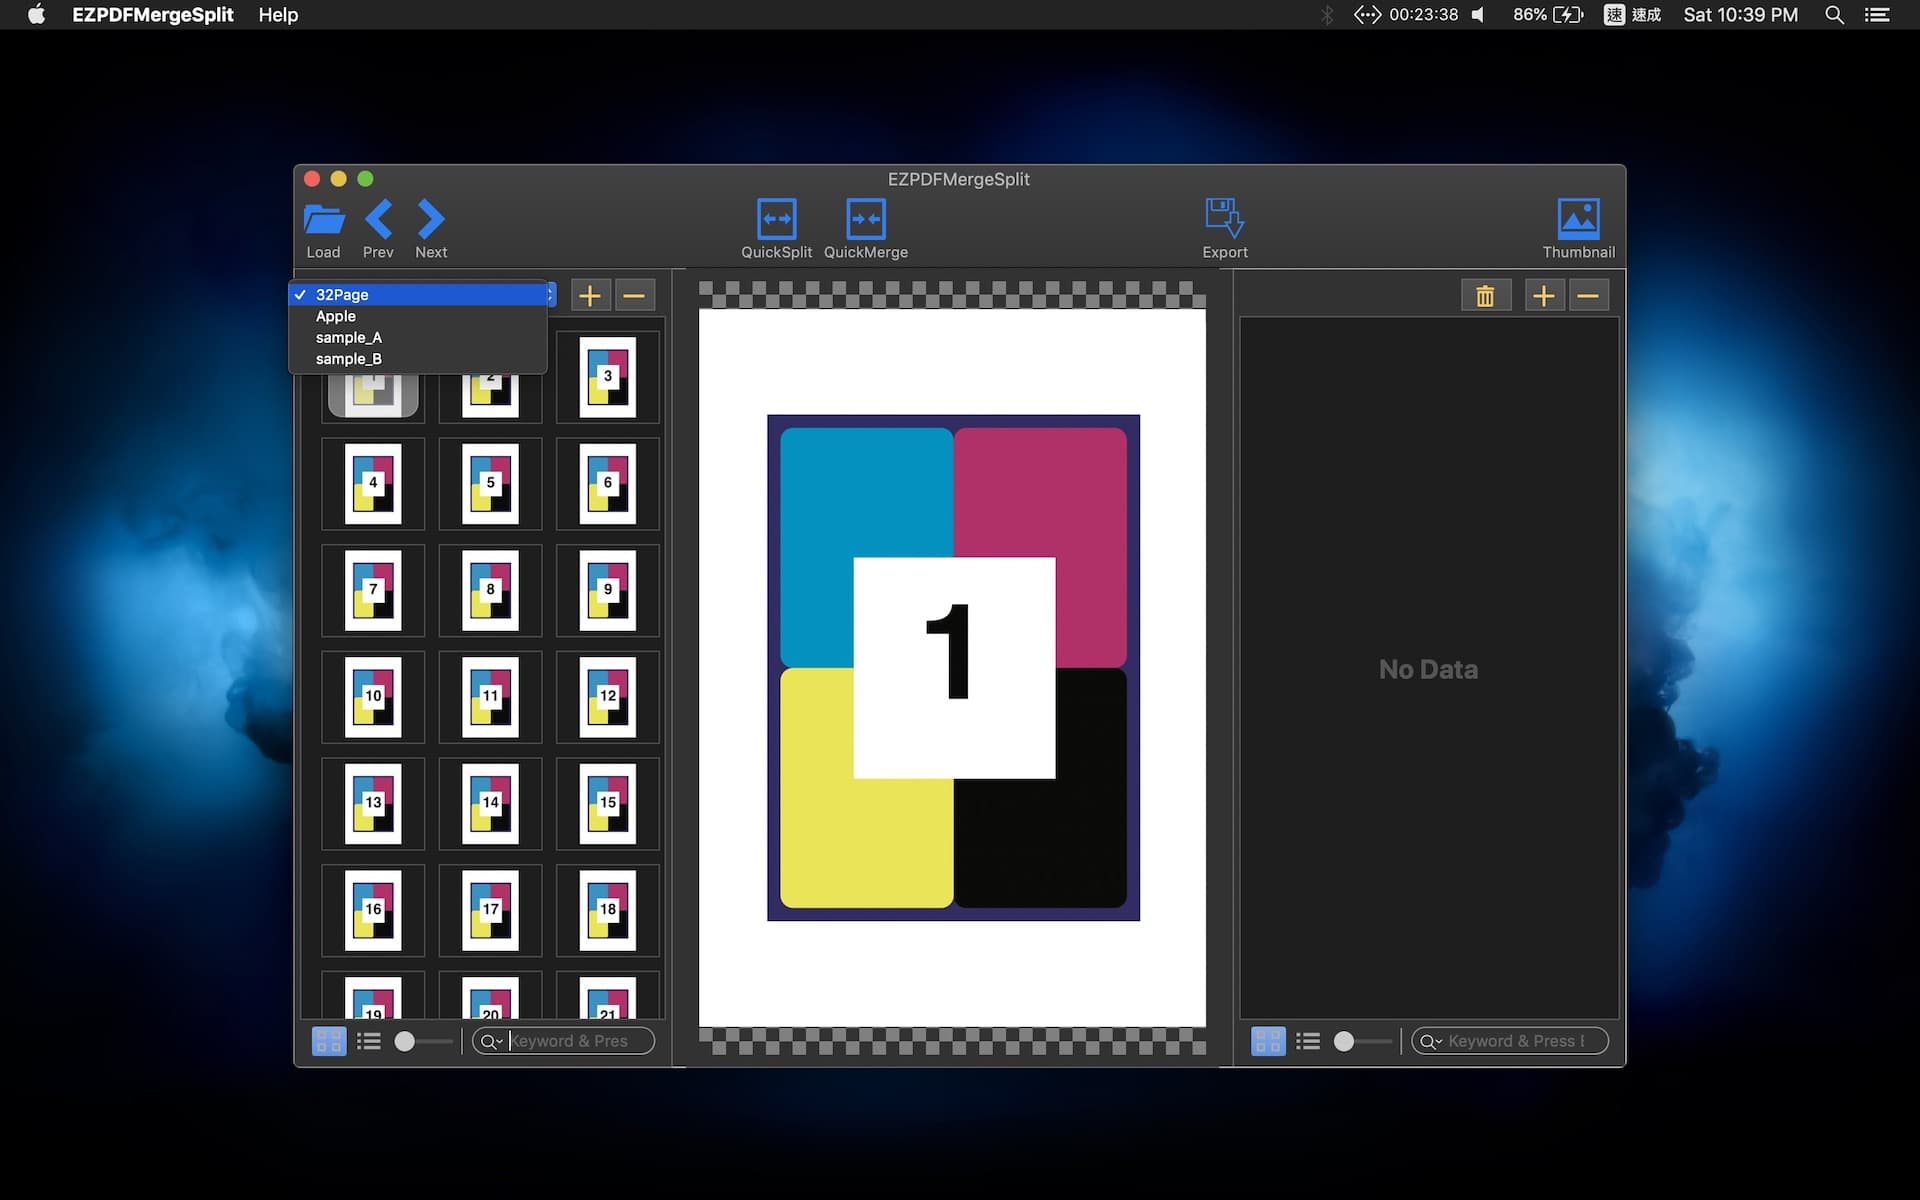 EZPDFMergeSplit Help 00:23:38 86% 速 速成 Sat 10:39 PM
EZPDFMergeSplit
Load Prev Next QuickSplit QuickMerge Export Thumbnail
32Page
Apple
sample_A
sample_B
1 2 3
4 5 6
7 8 9
10 11 12
13 14 15
16 17 18
19 20 21
Keyword & Pres
1
No Data
Keyword & Press E